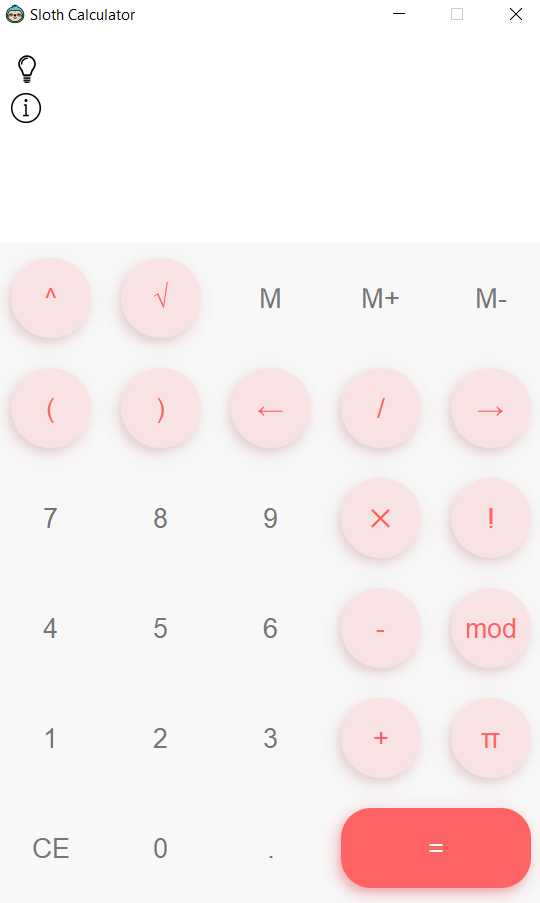 Sloth Calculator
i
^ √ M M+ M-
( ) ← / →
7 8 9 × !
4 5 6 - mod
1 2 3 + π
CE 0 . =